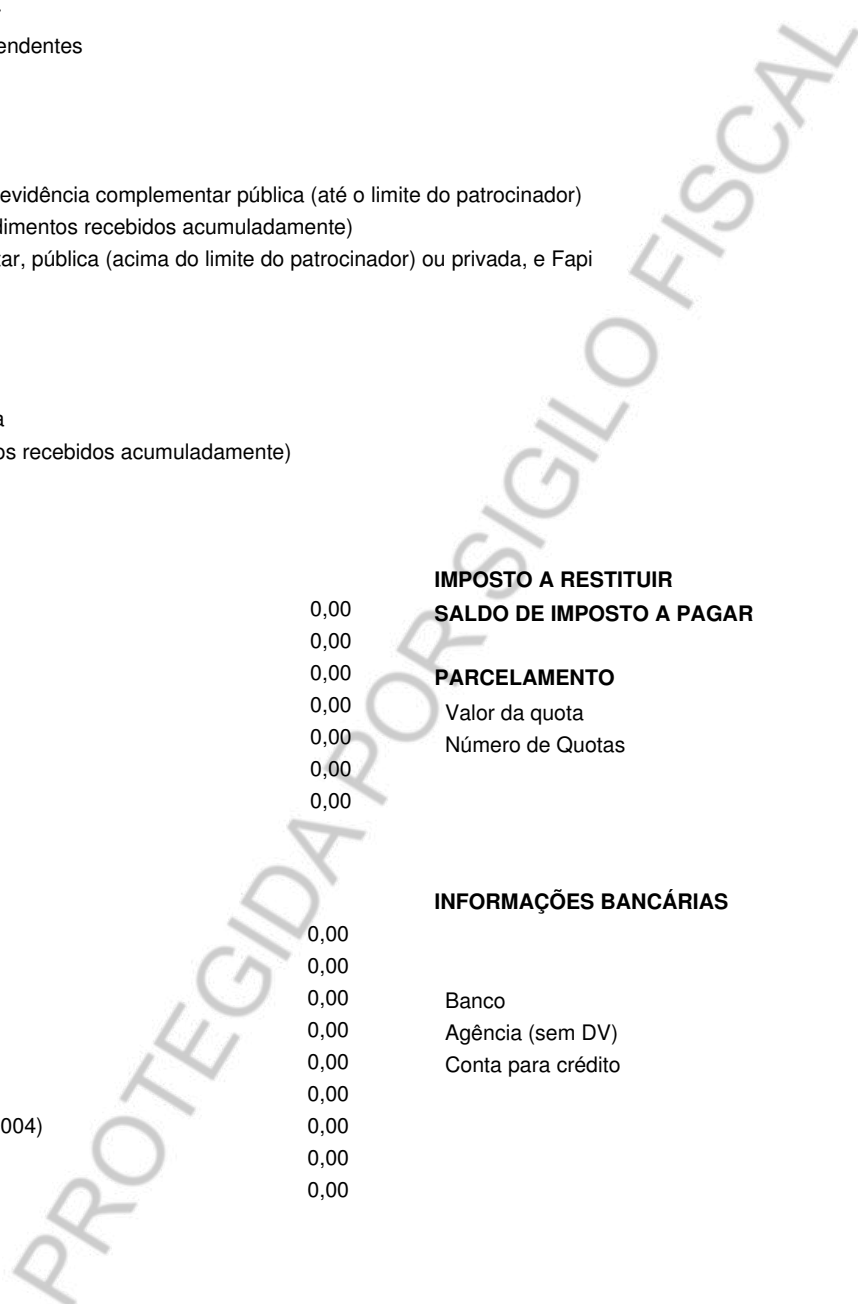 endentes
evidência complementar pública (até o limite do patrocinador)
dimentos recebidos acumuladamente)
tar, pública (acima do limite do patrocinador) ou privada, e Fapi
a
os recebidos acumuladamente)
IMPOSTO A RESTITUIR
0,00 SALDO DE IMPOSTO A PAGAR
0,00
0,00 PARCELAMENTO
0,00 Valor da quota
0,00 Número de Quotas
0,00
0,00
INFORMAÇÕES BANCÁRIAS
0,00
0,00
0,00 Banco
0,00 Agência (sem DV)
0,00 Conta para crédito
0,00
004) 0,00
0,00
0,00
PROTEGIDA POR SIGILO FISCAL